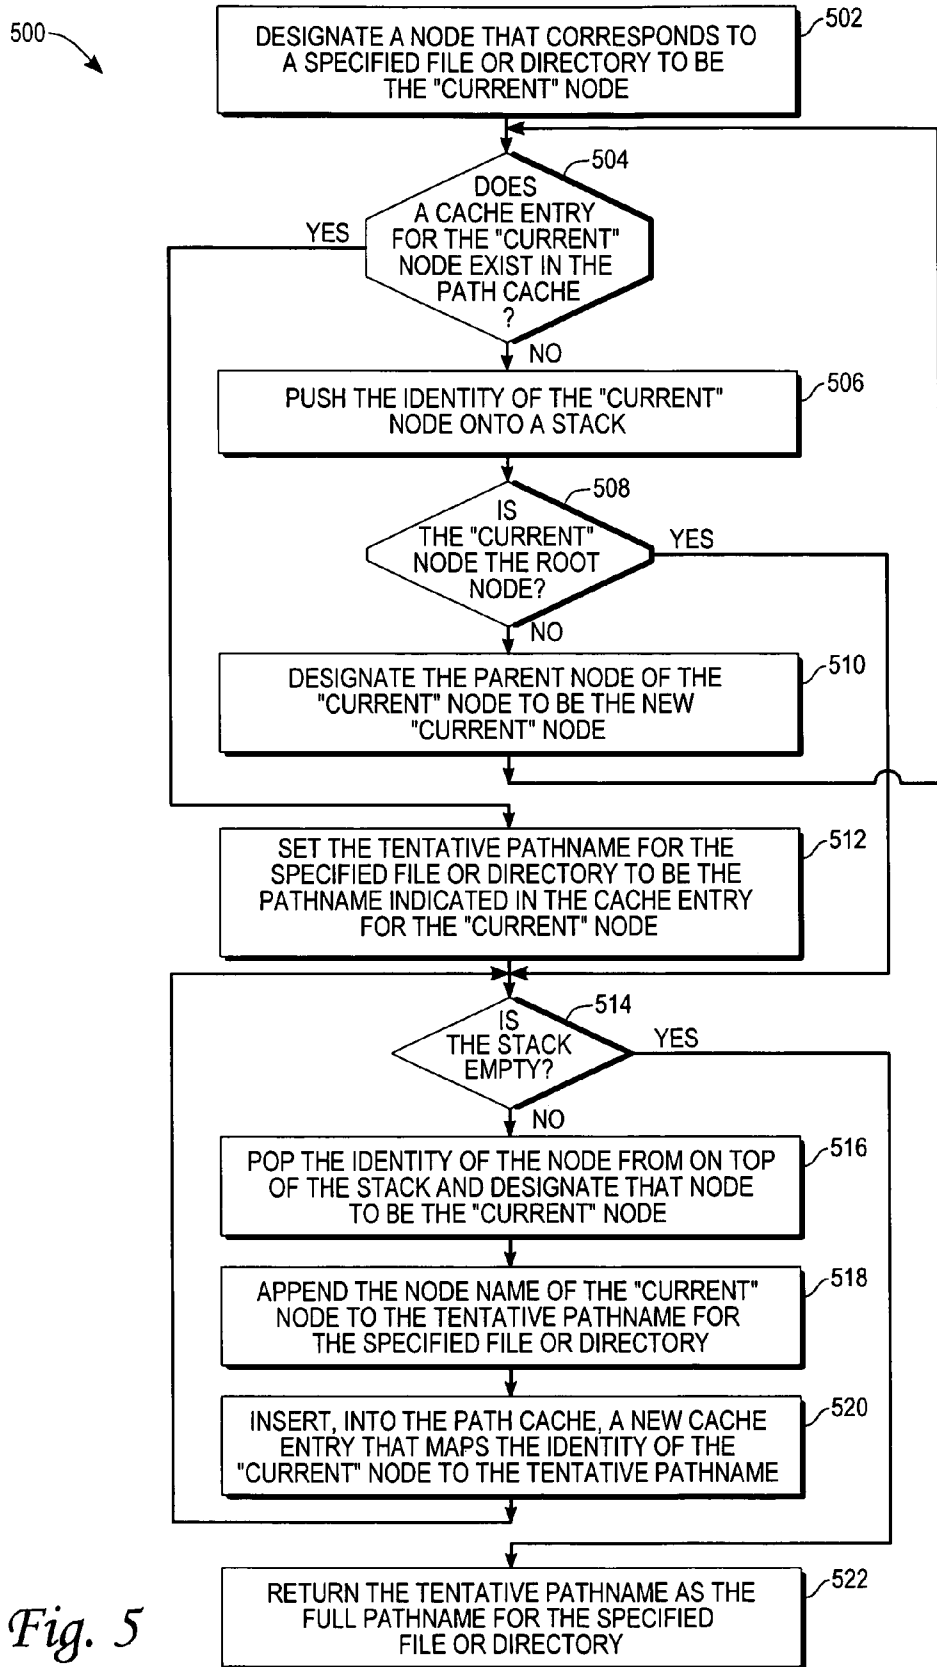 500
502
DESIGNATE A NODE THAT CORRESPONDS TO
A SPECIFIED FILE OR DIRECTORY TO BE
THE "CURRENT" NODE
504
DOES
A CACHE ENTRY
FOR THE "CURRENT"
NODE EXIST IN THE
PATH CACHE
?
YES
NO
506
PUSH THE IDENTITY OF THE "CURRENT"
NODE ONTO A STACK
508
IS
THE "CURRENT"
NODE THE ROOT
NODE?
YES
NO
510
DESIGNATE THE PARENT NODE OF THE
"CURRENT" NODE TO BE THE NEW
"CURRENT" NODE
512
SET THE TENTATIVE PATHNAME FOR THE
SPECIFIED FILE OR DIRECTORY TO BE THE
PATHNAME INDICATED IN THE CACHE ENTRY
FOR THE "CURRENT" NODE
514
IS
THE STACK
EMPTY?
YES
NO
516
POP THE IDENTITY OF THE NODE FROM ON TOP
OF THE STACK AND DESIGNATE THAT NODE
TO BE THE "CURRENT" NODE
518
APPEND THE NODE NAME OF THE "CURRENT"
NODE TO THE TENTATIVE PATHNAME FOR
THE SPECIFIED FILE OR DIRECTORY
520
INSERT, INTO THE PATH CACHE, A NEW CACHE
ENTRY THAT MAPS THE IDENTITY OF THE
"CURRENT" NODE TO THE TENTATIVE PATHNAME
522
RETURN THE TENTATIVE PATHNAME AS THE
FULL PATHNAME FOR THE SPECIFIED
FILE OR DIRECTORY
Fig. 5